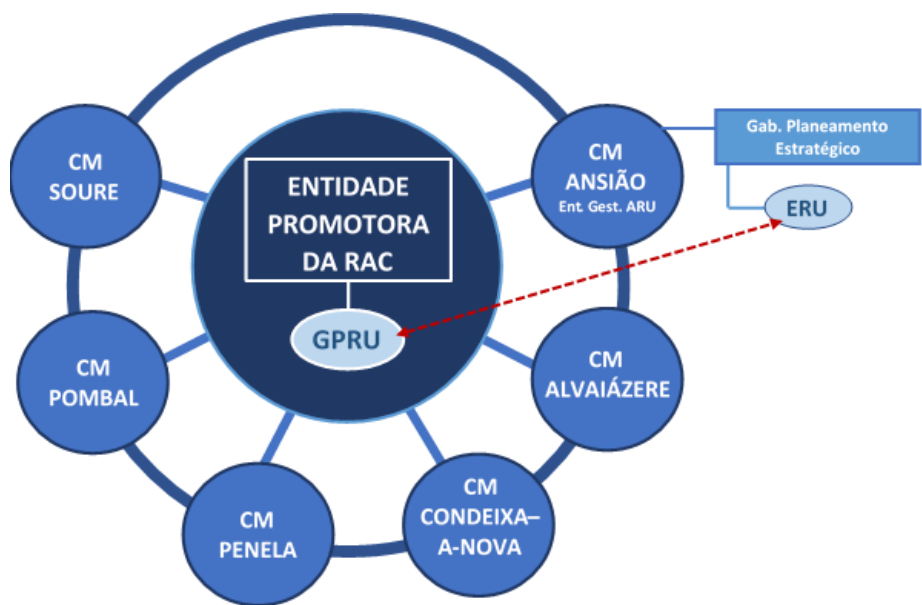 CM
SOURE
ENTIDADE
PROMOTORA
DA RAC
GPRU
CM
ANSIÃO
Ent. Gest. ARU
Gab. Planeamento
Estratégico
ERU
CM
POMBAL
CM
ALVAIÁZERE
CM
PENELA
CM
CONDEIXA–
A-NOVA